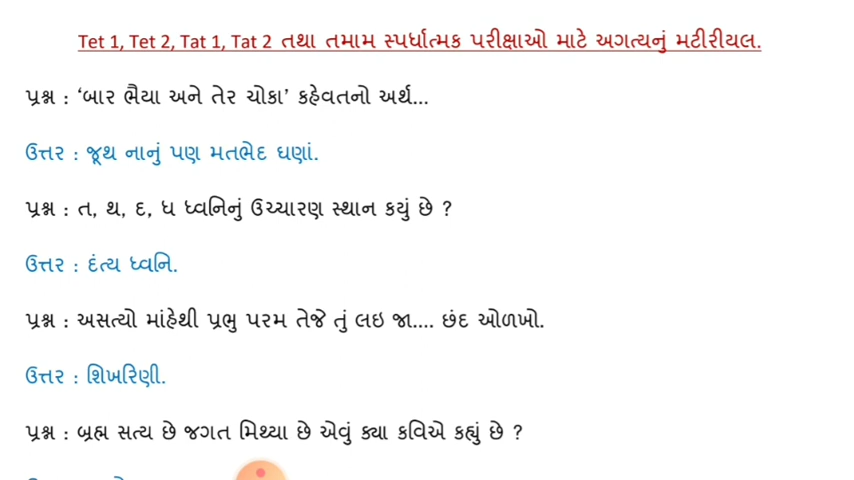 Tet 1, Tet 2, Tat 1, Tat 2 તથા તમામ સ્પર્ધાત્મક પરીક્ષાઓ માટે અગત્યનું મટીરીયલ.
પ્રશ્ન : ‘બાર ભૈયા અને તેર ચોકા’ કહેવતનો અર્થ...
ઉત્તર : જૂથ નાનું પણ મતભેદ ઘણાં.
પ્રશ્ન : ત, થ, દ, ધ ધ્વનિનું ઉચ્ચારણ સ્થાન કયું છે ?
ઉત્તર : દંત્ય ધ્વનિ.
પ્રશ્ન : અસત્યો માંહેથી પ્રભુ પરમ તેજે તું લઇ જા.... છંદ ઓળખો.
ઉત્તર : શિખરિણી.
પ્રશ્ન : બ્રહ્મ સત્ય છે જગત મિથ્યા છે એવું ક્યા કવિએ કહ્યું છે ?